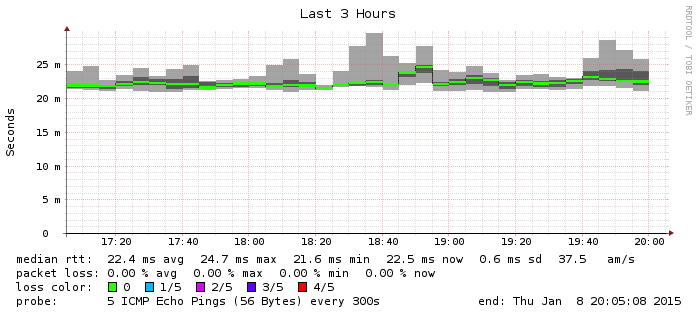 Last 3 Hours
RRDTOOL / TOBI OETIKER
Seconds
25 m
20 m
15 m
10 m
5 m
0
17:20 17:40 18:00 18:20 18:40 19:00 19:20 19:40 20:00
median rtt: 22.4 ms avg 24.7 ms max 21.6 ms min 22.5 ms now 0.6 ms sd 37.5 am/s
packet loss: 0.00 % avg 0.00 % max 0.00 % min 0.00 % now
loss color: 0 1/5 2/5 3/5 4/5
probe: 5 ICMP Echo Pings (56 Bytes) every 300s end: Thu Jan 8 20:05:08 2015